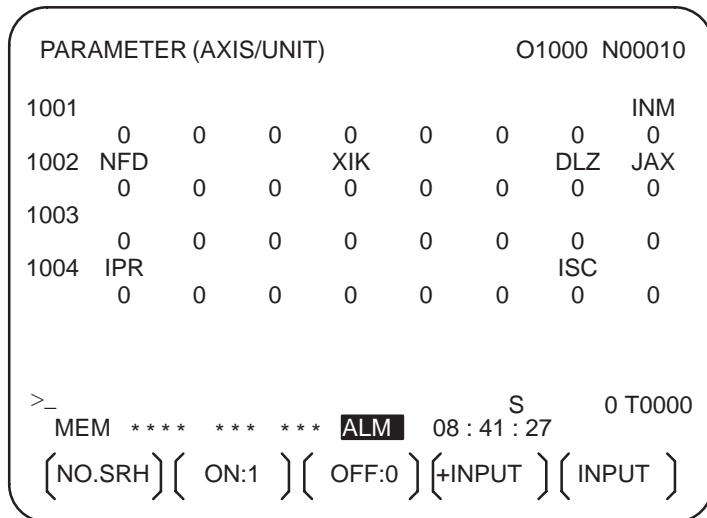 PARAMETER (AXIS/UNIT) O1000 N00010
1001 INM
0 0 0 0 0 0 0 0
1002 NFD XIK DLZ JAX
0 0 0 0 0 0 0 0
1003
0 0 0 0 0 0 0 0
1004 IPR ISC
0 0 0 0 0 0 0 0
>_ S 0 T0000
MEM **** *** *** ALM 08 : 41 : 27
[NO.SRH] [ ON:1 ] [ OFF:0 ] [+INPUT ] [ INPUT ]